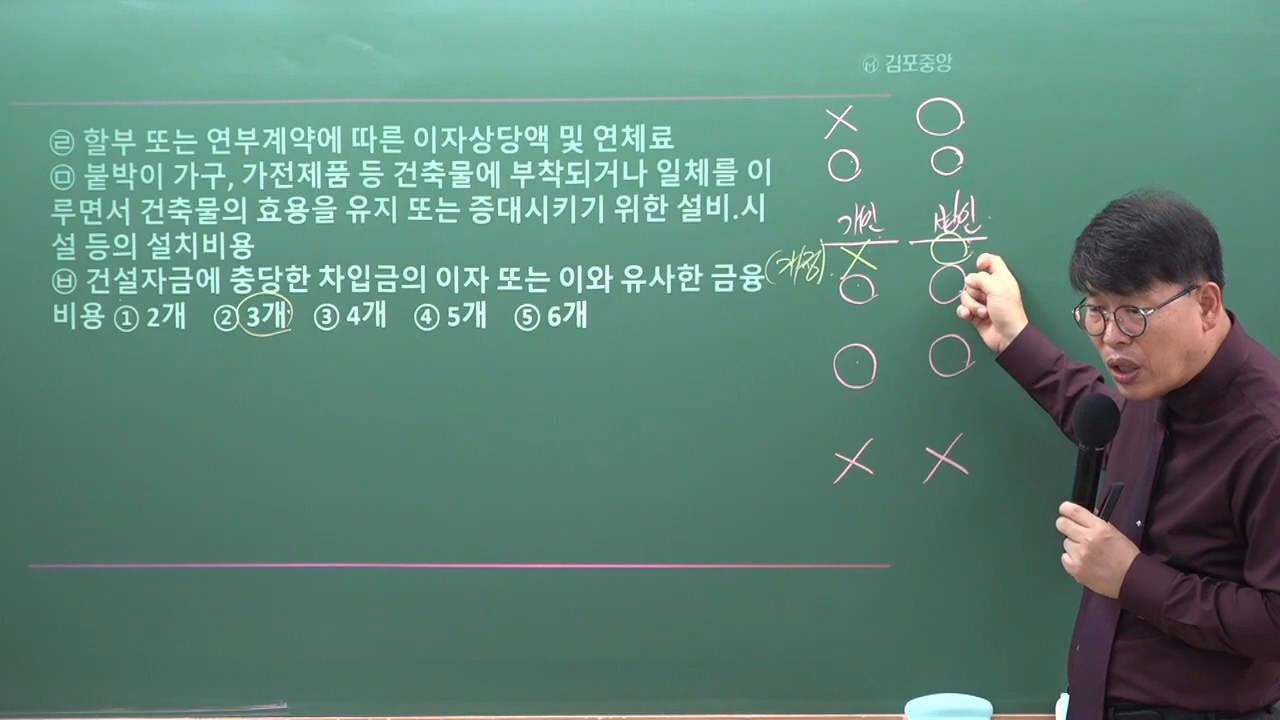 김포중앙
㉣ 할부 또는 연부계약에 따른 이자상당액 및 연체료
㉤ 붙박이 가구, 가전제품 등 건축물에 부착되거나 일체를 이
루면서 건축물의 효용을 유지 또는 증대시키기 위한 설비.시
설 등의 설치비용
㉥ 건설자금에 충당한 차입금의 이자 또는 이와 유사한 금융
비용 ① 2개 ② 3개 ③ 4개 ④ 5개 ⑤ 6개
X O
O O
개인 법인
(개정). X O
O O
O O
X X